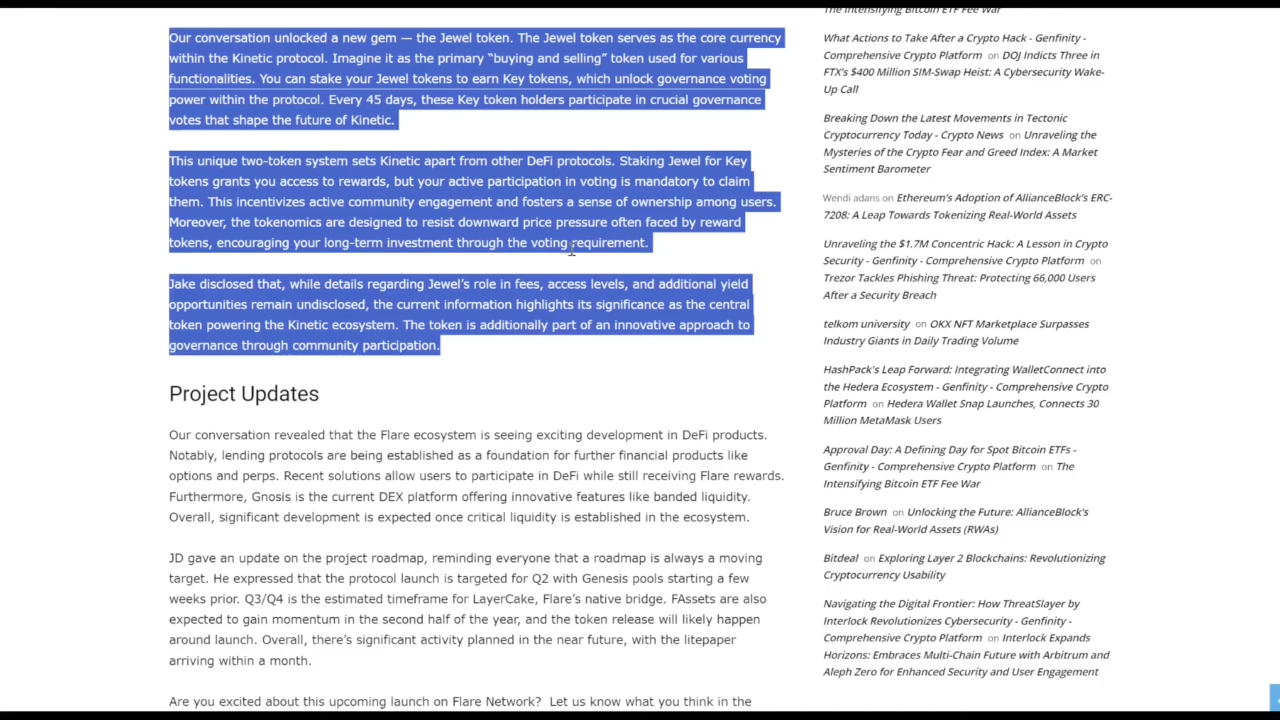 Our conversation unlocked a new gem — the Jewel token. The Jewel token serves as the core currency
within the Kinetic protocol. Imagine it as the primary “buying and selling” token used for various
functionalities. You can stake your Jewel tokens to earn Key tokens, which unlock governance voting
power within the protocol. Every 45 days, these Key token holders participate in crucial governance
votes that shape the future of Kinetic.
This unique two-token system sets Kinetic apart from other DeFi protocols. Staking Jewel for Key
tokens grants you access to rewards, but your active participation in voting is mandatory to claim
them. This incentivizes active community engagement and fosters a sense of ownership among users.
Moreover, the tokenomics are designed to resist downward price pressure often faced by reward
tokens, encouraging your long-term investment through the voting requirement.
Jake disclosed that, while details regarding Jewel’s role in fees, access levels, and additional yield
opportunities remain undisclosed, the current information highlights its significance as the central
token powering the Kinetic ecosystem. The token is additionally part of an innovative approach to
governance through community participation.
Project Updates
Our conversation revealed that the Flare ecosystem is seeing exciting development in DeFi products.
Notably, lending protocols are being established as a foundation for further financial products like
options and perps. Recent solutions allow users to participate in DeFi while still receiving Flare rewards.
Furthermore, Gnosis is the current DEX platform offering innovative features like banded liquidity.
Overall, significant development is expected once critical liquidity is established in the ecosystem.
JD gave an update on the project roadmap, reminding everyone that a roadmap is always a moving
target. He expressed that the protocol launch is targeted for Q2 with Genesis pools starting a few
weeks prior. Q3/Q4 is the estimated timeframe for LayerCake, Flare’s native bridge. FAssets are also
expected to gain momentum in the second half of the year, and the token release will likely happen
around launch. Overall, there’s significant activity planned in the near future, with the litepaper
arriving within a month.
Are you excited about this upcoming launch on Flare Network?  Let us know what you think in the
The Intensifying Bitcoin ETF Fee War
What Actions to Take After a Crypto Hack - Genfinity -
Comprehensive Crypto Platform on DOJ Indicts Three in
FTX’s $400 Million SIM-Swap Heist: A Cybersecurity Wake-
Up Call
Breaking Down the Latest Movements in Tectonic
Cryptocurrency Today - Crypto News on Unraveling the
Mysteries of the Crypto Fear and Greed Index: A Market
Sentiment Barometer
Wendi adans on Ethereum’s Adoption of AllianceBlock’s ERC-
7208: A Leap Towards Tokenizing Real-World Assets
Unraveling the $1.7M Concentric Hack: A Lesson in Crypto
Security - Genfinity - Comprehensive Crypto Platform on
Trezor Tackles Phishing Threat: Protecting 66,000 Users
After a Security Breach
telkom university on OKX NFT Marketplace Surpasses
Industry Giants in Daily Trading Volume
HashPack’s Leap Forward: Integrating WalletConnect into
the Hedera Ecosystem - Genfinity - Comprehensive Crypto
Platform on Hedera Wallet Snap Launches, Connects 30
Million MetaMask Users
Approval Day: A Defining Day for Spot Bitcoin ETFs -
Genfinity - Comprehensive Crypto Platform on The
Intensifying Bitcoin ETF Fee War
Bruce Brown on Unlocking the Future: AllianceBlock’s
Vision for Real-World Assets (RWAs)
Bitdeal on Exploring Layer 2 Blockchains: Revolutionizing
Cryptocurrency Usability
Navigating the Digital Frontier: How ThreatSlayer by
Interlock Revolutionizes Cybersecurity - Genfinity -
Comprehensive Crypto Platform on Interlock Expands
Horizons: Embraces Multi-Chain Future with Arbitrum and
Aleph Zero for Enhanced Security and User Engagement